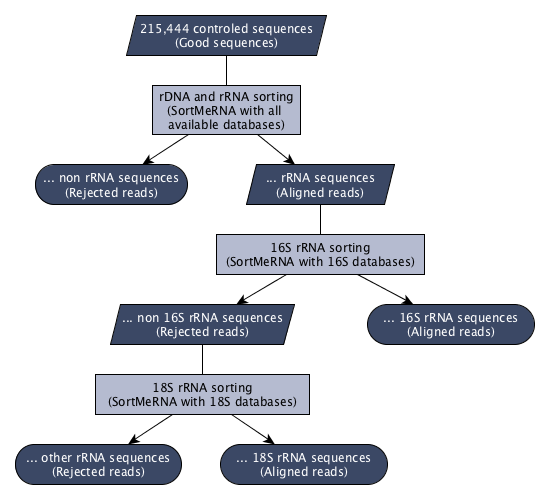 215,444 controled sequences
(Good sequences)
rDNA and rRNA sorting
(SortMeRNA with all
available databases)
... non rRNA sequences
(Rejected reads)
... rRNA sequences
(Aligned reads)
16S rRNA sorting
(SortMeRNA with 16S databases)
... non 16S rRNA sequences
(Rejected reads)
... 16S rRNA sequences
(Aligned reads)
18S rRNA sorting
(SortMeRNA with 18S databases)
... other rRNA sequences
(Rejected reads)
... 18S rRNA sequences
(Aligned reads)